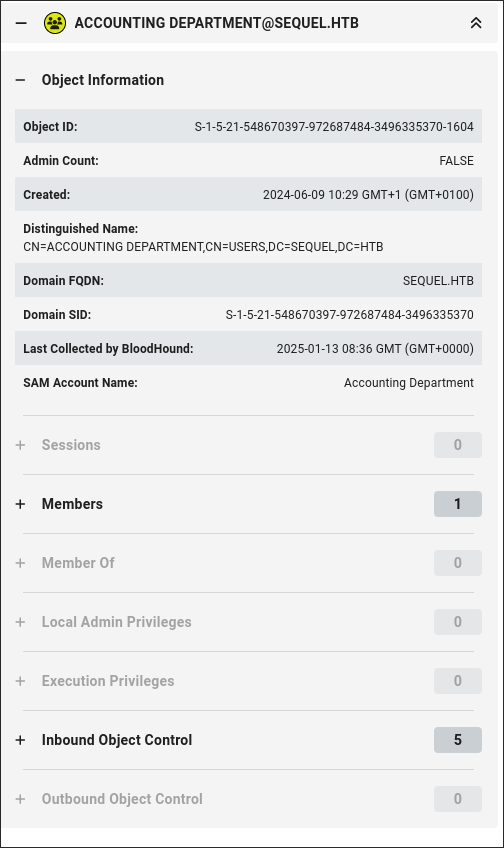 ACCOUNTING DEPARTMENT@SEQUEL.HTB
Object Information
Object ID: S-1-5-21-548670397-972687484-3496335370-1604
Admin Count: FALSE
Created: 2024-06-09 10:29 GMT+1 (GMT+0100)
Distinguished Name:
CN=ACCOUNTING DEPARTMENT,CN=USERS,DC=SEQUEL,DC=HTB
Domain FQDN: SEQUEL.HTB
Domain SID: S-1-5-21-548670397-972687484-3496335370
Last Collected by BloodHound: 2025-01-13 08:36 GMT (GMT+0000)
SAM Account Name: Accounting Department
Sessions 0
Members 1
Member Of 0
Local Admin Privileges 0
Execution Privileges 0
Inbound Object Control 5
Outbound Object Control 0